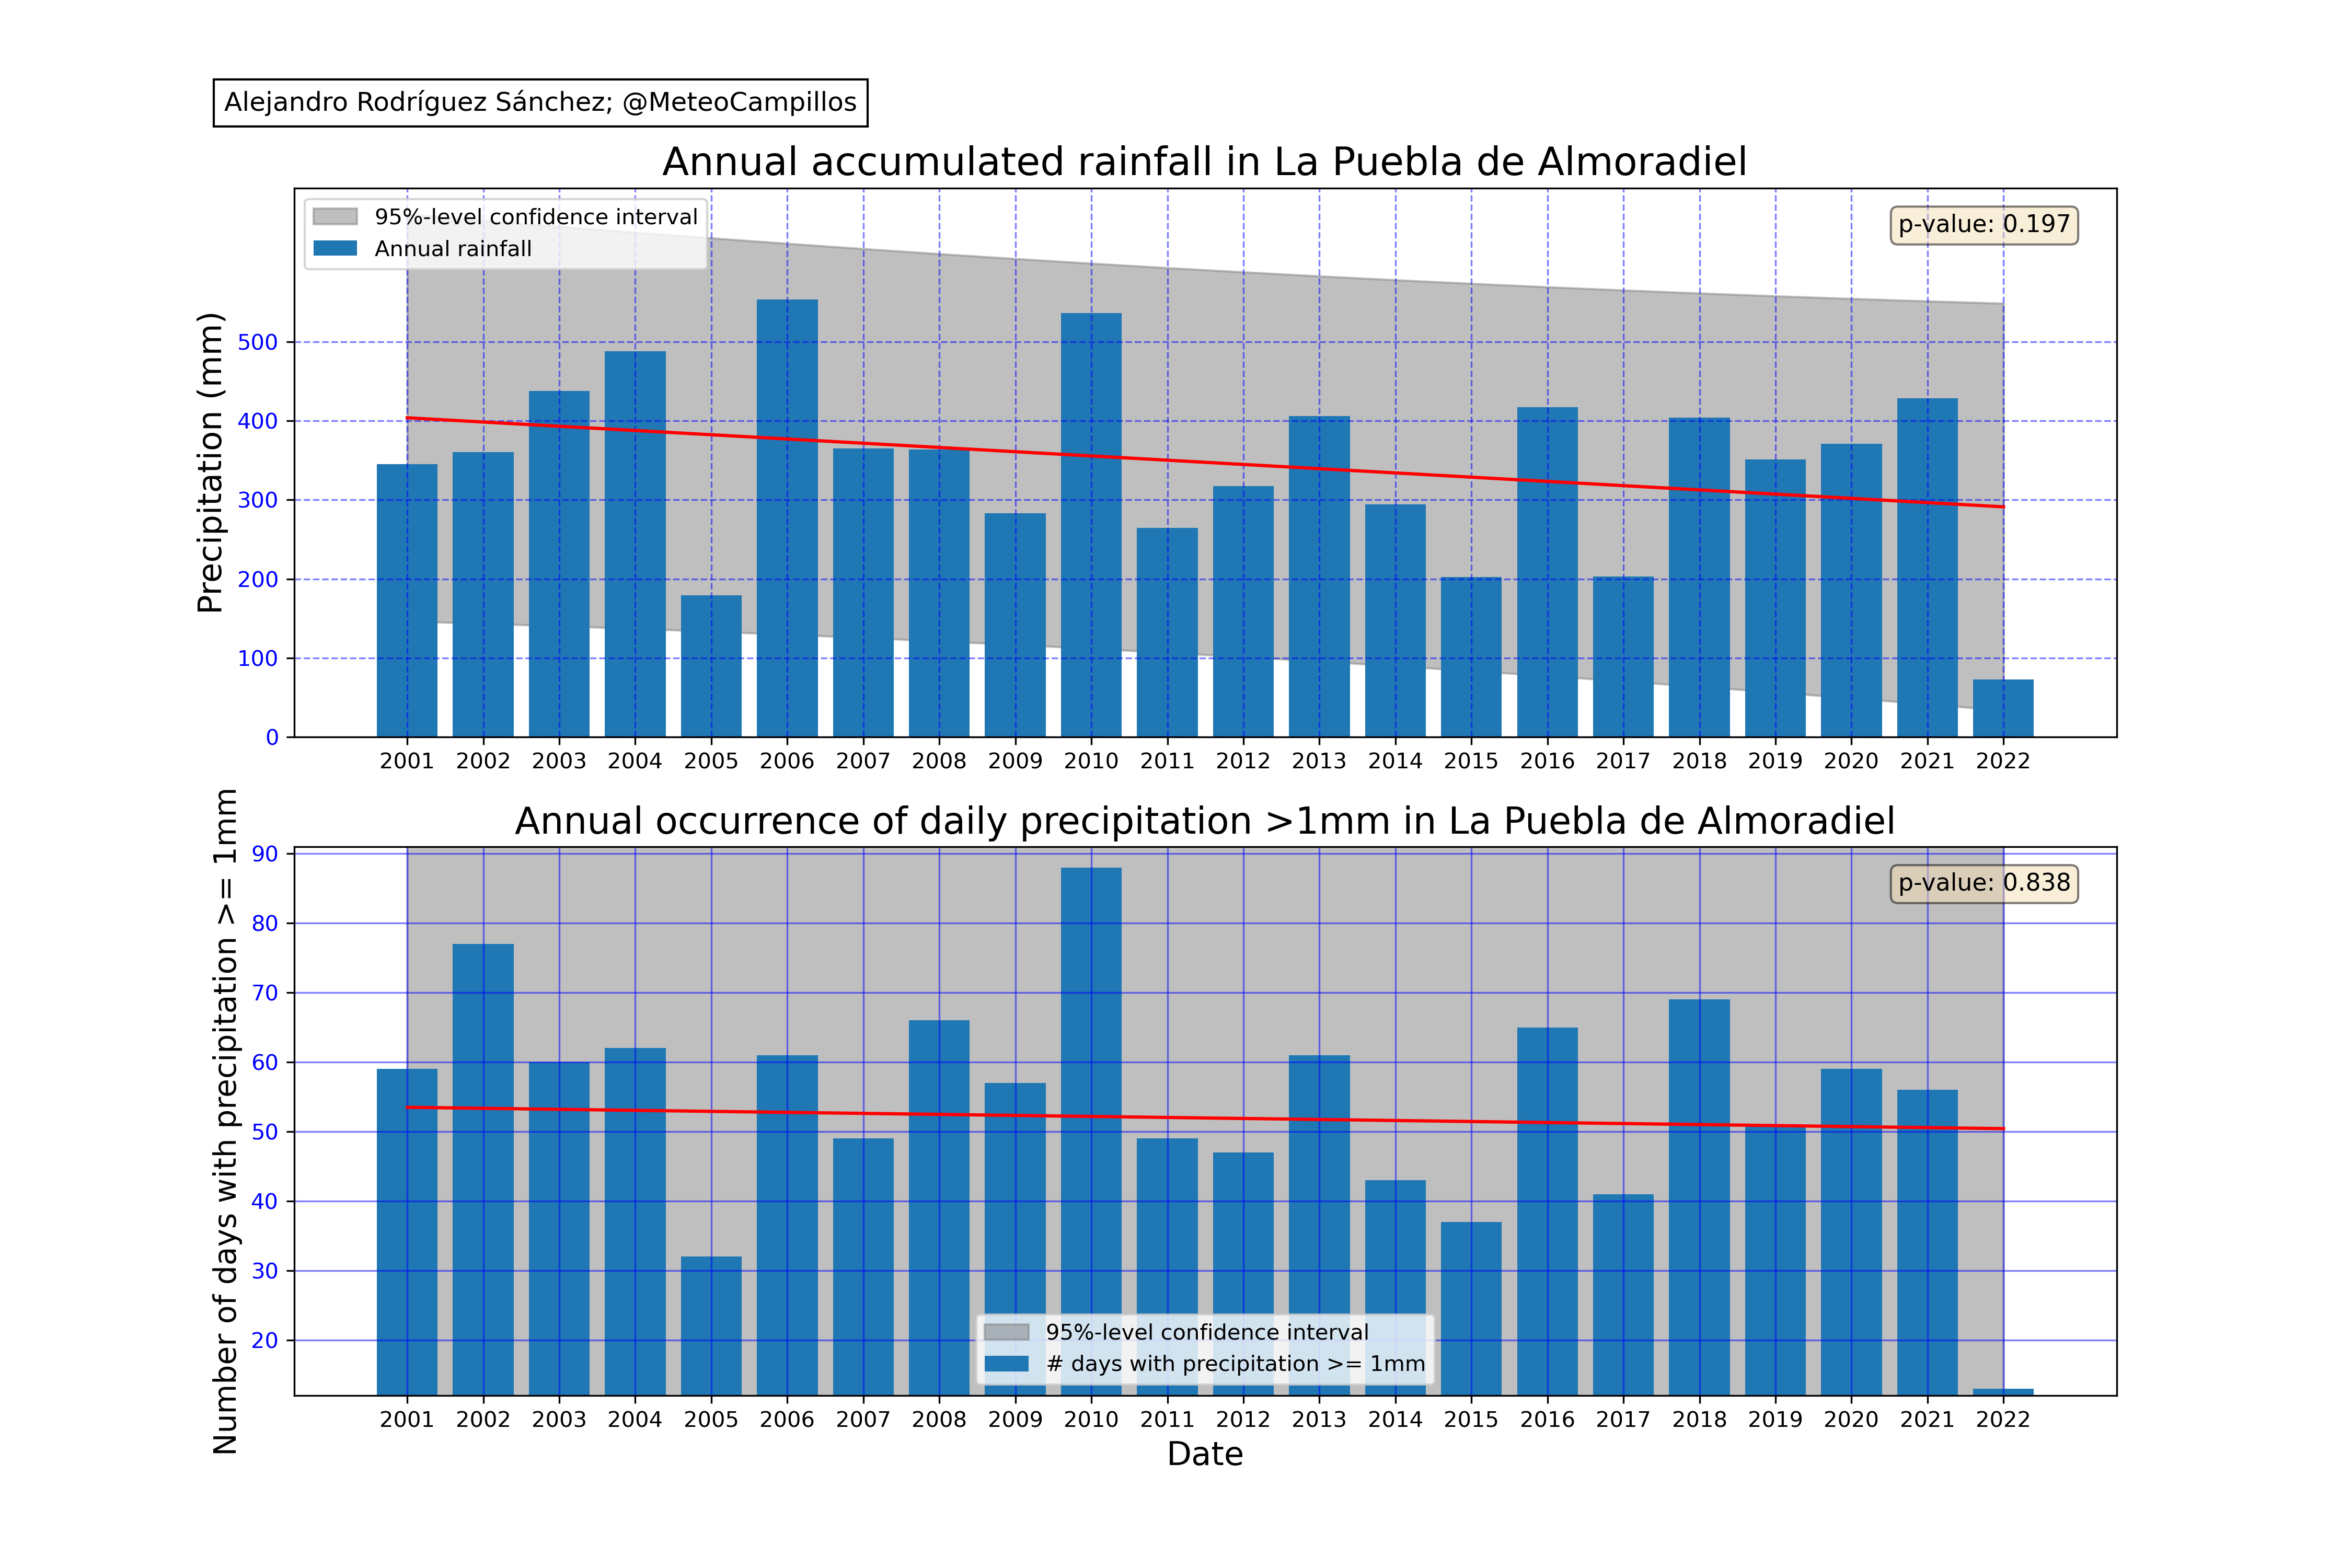 Alejandro Rodríguez Sánchez; @MeteoCampillos
Annual accumulated rainfall in La Puebla de Almoradiel
95%-level confidence interval
Annual rainfall
p-value: 0.197
Precipitation (mm)
500
400
300
200
100
0
2001 2002 2003 2004 2005 2006 2007 2008 2009 2010 2011 2012 2013 2014 2015 2016 2017 2018 2019 2020 2021 2022
Annual occurrence of daily precipitation >1mm in La Puebla de Almoradiel
p-value: 0.838
Number of days with precipitation >= 1mm
90
80
70
60
50
40
30
20
95%-level confidence interval
# days with precipitation >= 1mm
2001 2002 2003 2004 2005 2006 2007 2008 2009 2010 2011 2012 2013 2014 2015 2016 2017 2018 2019 2020 2021 2022
Date